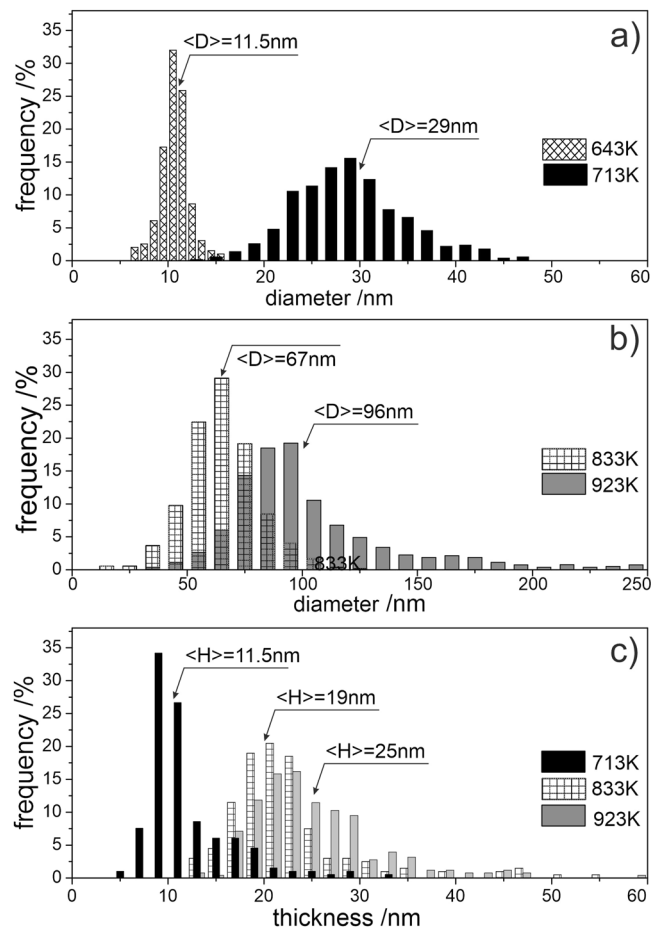 a)
<D>=11.5nm
<D>=29nm
643K
713K
frequency /%
35
30
25
20
15
10
5
0
0 10 20 30 40 50 60
diameter /nm
b)
<D>=67nm
<D>=96nm
833K
923K
833K
frequency /%
35
30
25
20
15
10
5
0
0 50 100 150 200 250
diameter /nm
c)
<H>=11.5nm
<H>=19nm
<H>=25nm
713K
833K
923K
frequency /%
35
30
25
20
15
10
5
0
0 10 20 30 40 50 60
thickness /nm